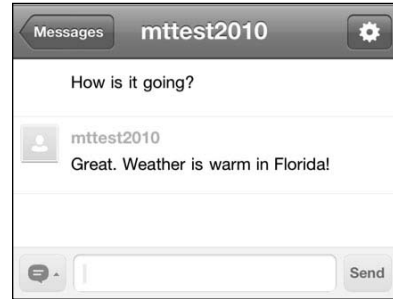 Messages
mttest2010
How is it going?
mttest2010
Great. Weather is warm in Florida!
Send